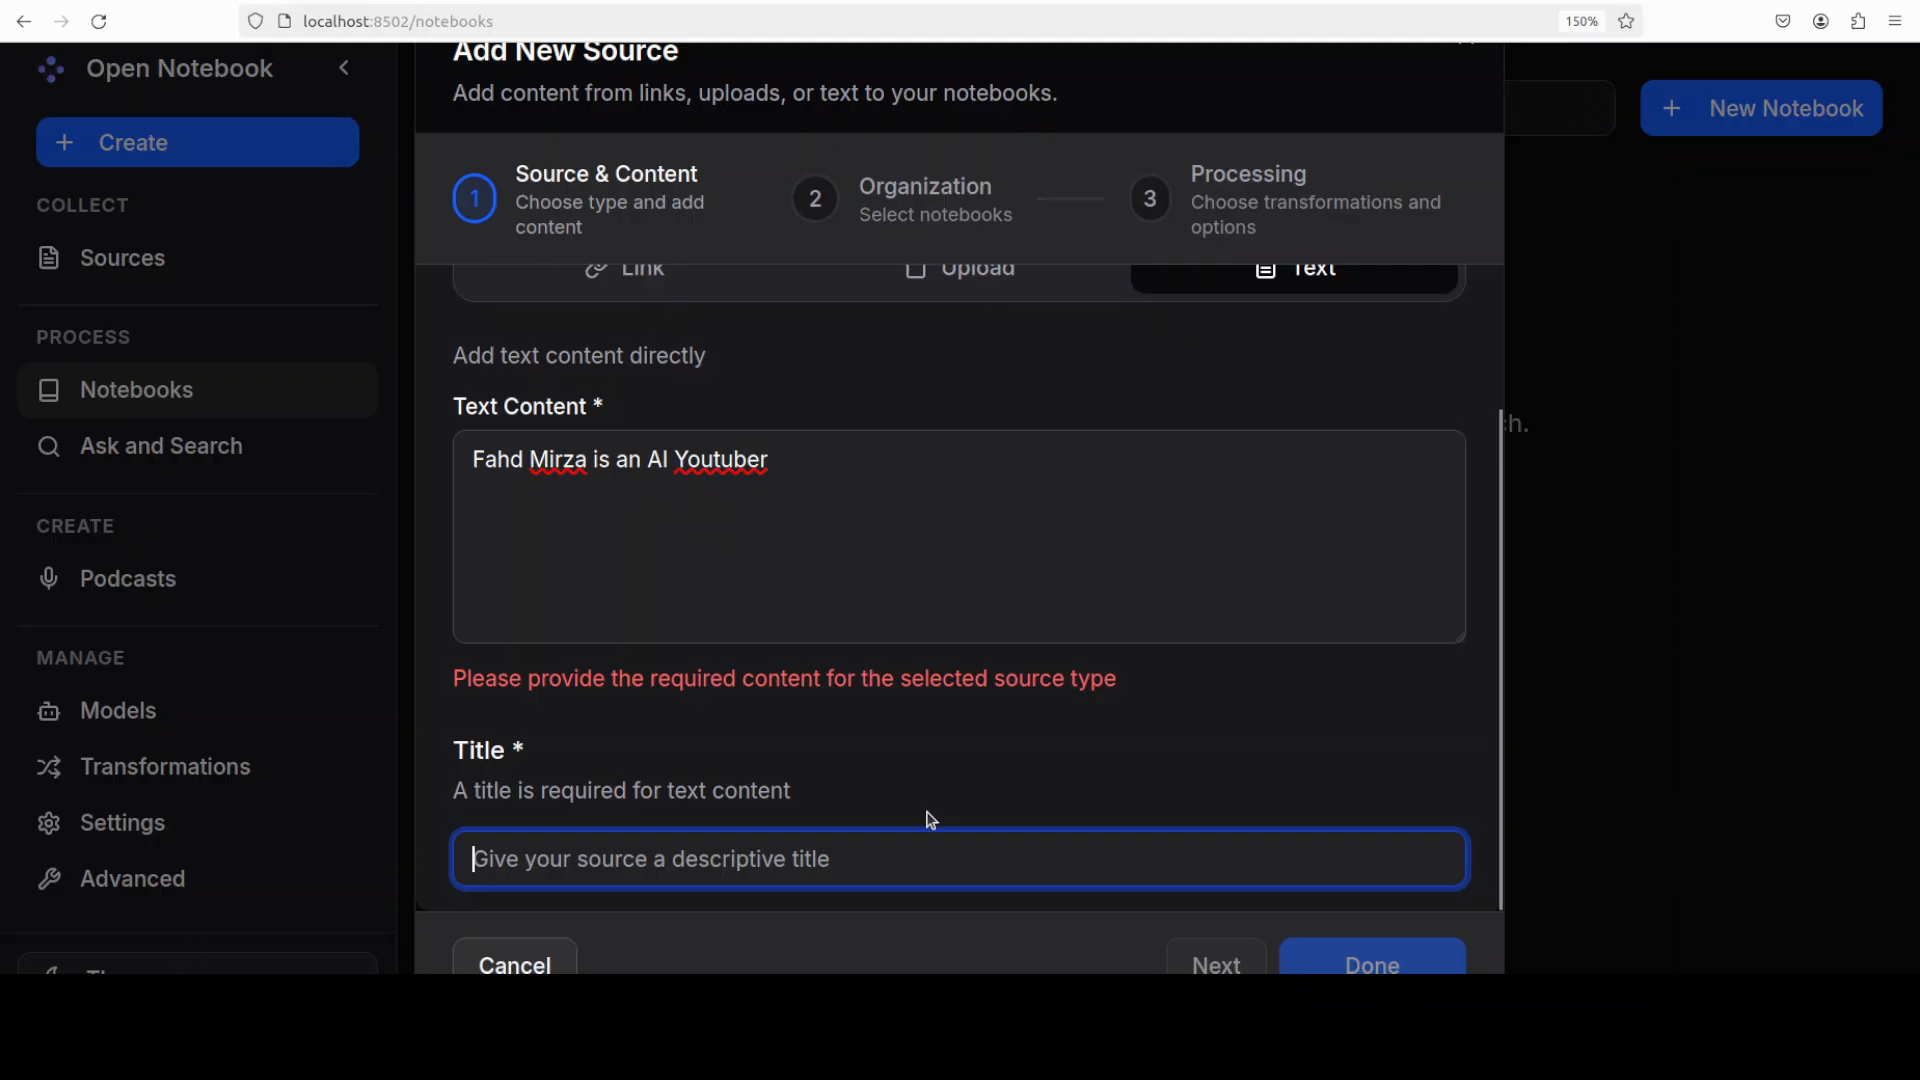 localhost:8502/notebooks
150%
Open Notebook
Create
COLLECT
Sources
PROCESS
Notebooks
Ask and Search
CREATE
Podcasts
MANAGE
Models
Transformations
Settings
Advanced
Add New Source
Add content from links, uploads, or text to your notebooks.
1
Source & Content
Choose type and add
content
2
Organization
Select notebooks
3
Processing
Choose transformations and
options
Link
Upload
Text
Add text content directly
Text Content *
Fahd Mirza is an AI Youtuber
Please provide the required content for the selected source type
Title *
A title is required for text content
Give your source a descriptive title
Cancel
Next
Done
New Notebook
ch.